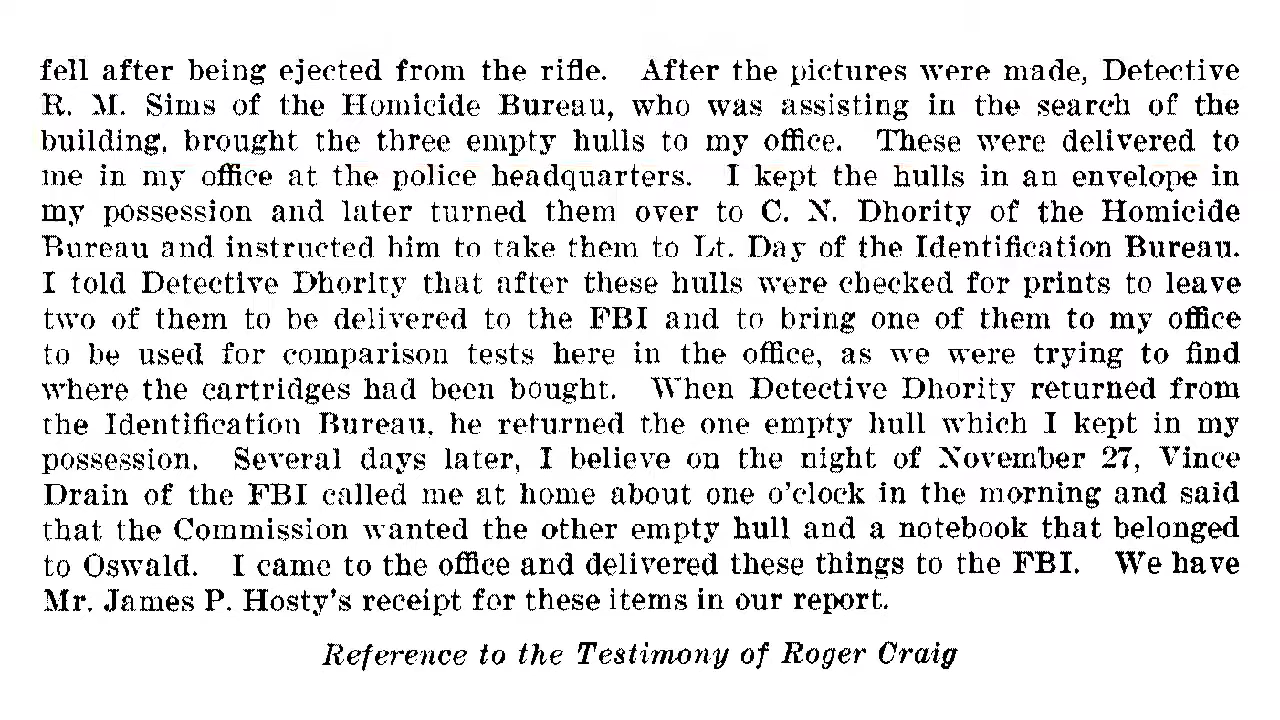 fell after being ejected from the rifle. After the pictures were made, Detective
R. M. Sims of the Homicide Bureau, who was assisting in the search of the
building, brought the three empty hulls to my office. These were delivered to
me in my office at the police headquarters. I kept the hulls in an envelope in
my possession and later turned them over to C. N. Dhority of the Homicide
Bureau and instructed him to take them to Lt. Day of the Identification Bureau.
I told Detective Dhority that after these hulls were checked for prints to leave
two of them to be delivered to the FBI and to bring one of them to my office
to be used for comparison tests here in the office, as we were trying to find
where the cartridges had been bought. When Detective Dhority returned from
the Identification Bureau, he returned the one empty hull which I kept in my
possession. Several days later, I believe on the night of November 27, Vince
Drain of the FBI called me at home about one o'clock in the morning and said
that the Commission wanted the other empty hull and a notebook that belonged
to Oswald. I came to the office and delivered these things to the FBI. We have
Mr. James P. Hosty's receipt for these items in our report.
Reference to the Testimony of Roger Craig